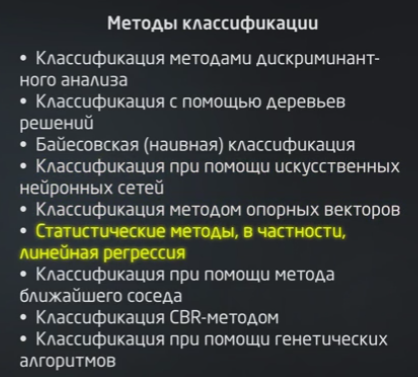 Методы классификации
• Классификация методами дискриминант-
ного анализа
• Классификация с помощью деревьев
решений
• Байесовская (наивная) классификация
• Классификация при помощи искусственных
нейронных сетей
• Классификация методом опорных векторов
• Статистические методы, в частности,
линейная регрессия
• Классификация при помощи метода
ближайшего соседа
• Классификация CBR-методом
• Классификация при помощи генетических
алгоритмов